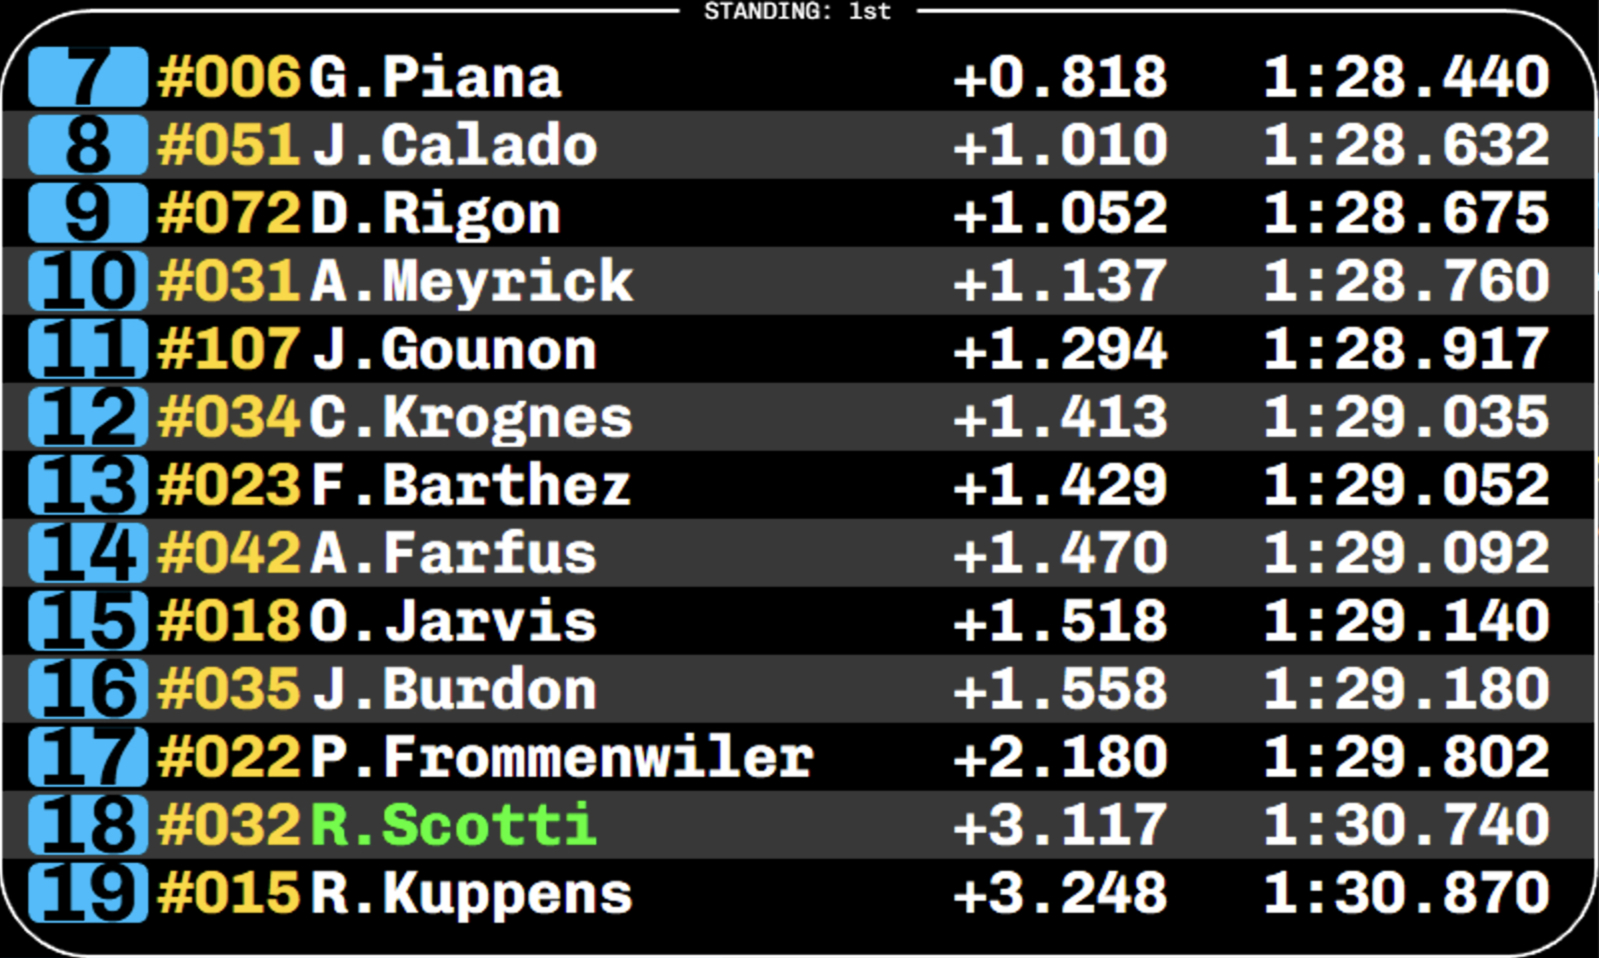 STANDING: 1st
7 #006 G.Piana +0.818 1:28.440
8 #051 J.Calado +1.010 1:28.632
9 #072 D.Rigon +1.052 1:28.675
10 #031 A.Meyrick +1.137 1:28.760
11 #107 J.Gounon +1.294 1:28.917
12 #034 C.Krognes +1.413 1:29.035
13 #023 F.Barthez +1.429 1:29.052
14 #042 A.Farfus +1.470 1:29.092
15 #018 O.Jarvis +1.518 1:29.140
16 #035 J.Burdon +1.558 1:29.180
17 #022 P.Frommenwiler +2.180 1:29.802
18 #032 R.Scotti +3.117 1:30.740
19 #015 R.Kuppens +3.248 1:30.870